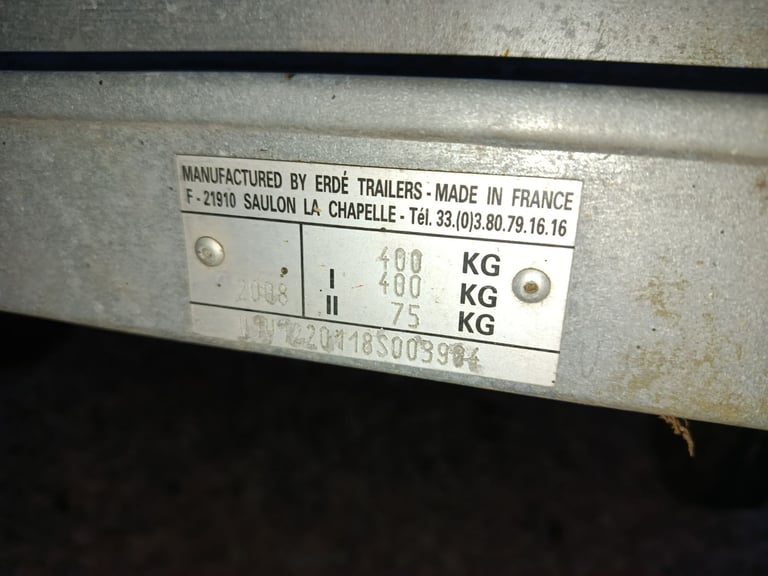 MANUFACTURED BY ERDÉ TRAILERS - MADE IN FRANCE
F - 21910 SAULON LA CHAPELLE - Tél. 33.(0)3.80.79.16.16
400 KG
2008 I 400 KG
II 75 KG